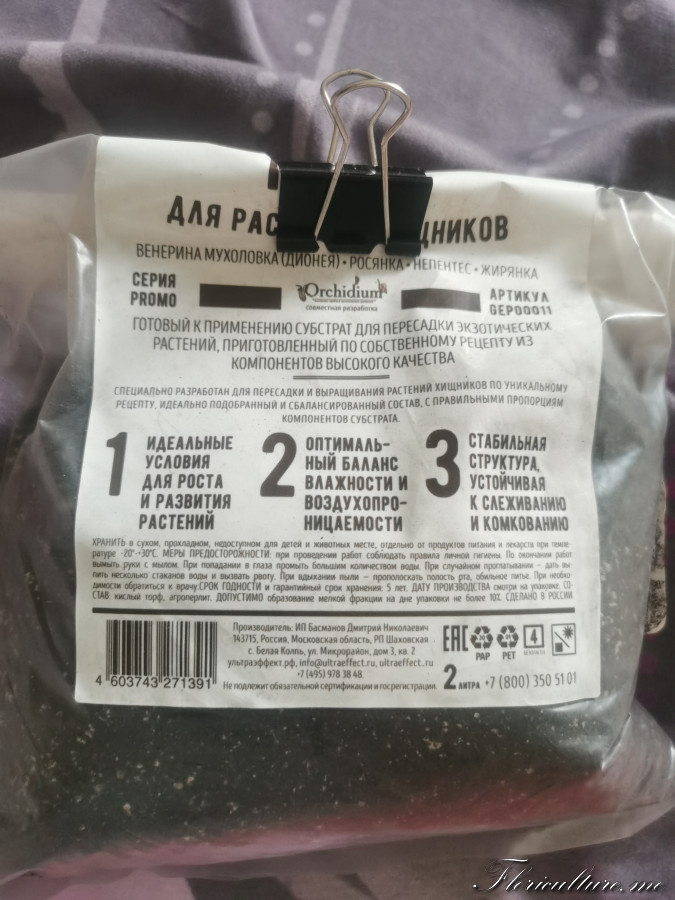 ДЛЯ РАС ЩНИКОВ
ВЕНЕРИНА МУХОЛОВКА (ДИОНЕЯ) • РОСЯНКА • НЕПЕНТЕС • ЖИРЯНКА
СЕРИЯ
PROMO
Orchidium
совместная разработка
АРТИКУЛ
GEP00011
ГОТОВЫЙ К ПРИМЕНЕНИЮ СУБСТРАТ ДЛЯ ПЕРЕСАДКИ ЭКЗОТИЧЕСКИХ
РАСТЕНИЙ, ПРИГОТОВЛЕННЫЙ ПО СОБСТВЕННОМУ РЕЦЕПТУ ИЗ
КОМПОНЕНТОВ ВЫСОКОГО КАЧЕСТВА
СПЕЦИАЛЬНО РАЗРАБОТАН ДЛЯ ПЕРЕСАДКИ И ВЫРАЩИВАНИЯ РАСТЕНИЙ ХИЩНИКОВ ПО УНИКАЛЬНОМУ
РЕЦЕПТУ, ИДЕАЛЬНО ПОДОБРАННЫЙ И СБАЛАНСИРОВАННЫЙ СОСТАВ, С ПРАВИЛЬНЫМИ ПРОПОРЦИЯМИ
КОМПОНЕНТОВ СУБСТРАТА.
1 ИДЕАЛЬНЫЕ
УСЛОВИЯ
ДЛЯ РОСТА
И РАЗВИТИЯ
РАСТЕНИЙ
2 ОПТИМАЛЬ-
НЫЙ БАЛАНС
ВЛАЖНОСТИ И
ВОЗДУХОПРО-
НИЦАЕМОСТИ
3 СТАБИЛЬНАЯ
СТРУКТУРА,
УСТОЙЧИВАЯ
К СЛЕЖИВАНИЮ
И КОМКОВАНИЮ
ХРАНИТЬ в сухом, прохладном, недоступном для детей и животных месте, отдельно от продуктов питания и лекарств при темпе-
ратуре -20°-+30°С. МЕРЫ ПРЕДОСТОРОЖНОСТИ: при проведении работ соблюдать правила личной гигиены. По окончании работ
вымыть руки с мылом. При попадании в глаза промыть большим количеством воды. При случайном проглатывании – дать вы-
пить несколько стаканов воды и вызвать рвоту. При вдыхании пыли – прополоскать полость рта, обильное питье. При необхо-
димости обратиться к врачу.СРОК ГОДНОСТИ и гарантийный срок хранения: 5 лет. ДАТУ ПРОИЗВОДСТВА смотри на упаковке. СО-
СТАВ: кислый торф, агроперлит. ДОПУСТИМО образование мелкой фракции на дне упаковки не более 10%. СДЕЛАНО В РОССИИ
4 603743 271391
Производитель: ИП Басманов Дмитрий Николаевич
143715, Россия, Московская область, РП Шаховская
с. Белая Колпь, ул. Микрорайон, дом 3, кв. 2
ультраэффект.рф, info@ultraeffect.ru, ultraeffect.ru
+7 (495) 978 38 48.
Не подлежит обязательной сертификации и госрегистрации.
EAC
PAP
PET
4
2 ЛИТРА +7 (800) 350 51 01
Floriculture.me